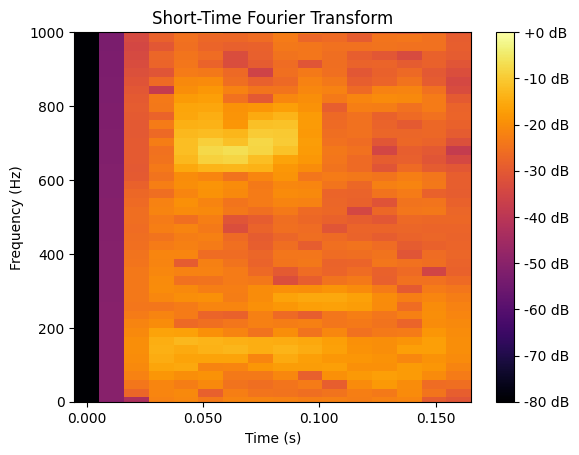 Short-Time Fourier Transform
Frequency (Hz)
1000
800
600
400
200
0
0.000
0.050
0.100
0.150
Time (s)
+0 dB
-10 dB
-20 dB
-30 dB
-40 dB
-50 dB
-60 dB
-70 dB
-80 dB